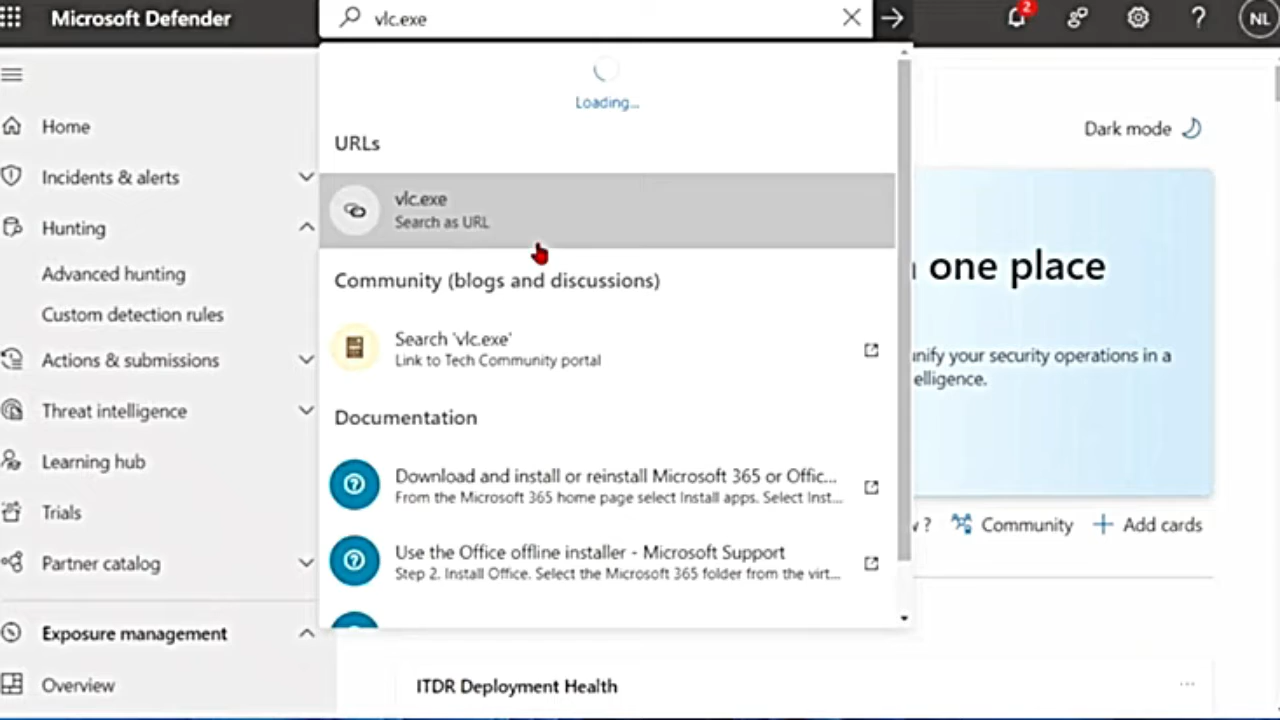 Microsoft Defender
vlc.exe
2
NL
Loading...
URLs
vlc.exe
Search as URL
Community (blogs and discussions)
Search 'vlc.exe'
Link to Tech Community portal
Documentation
Download and install or reinstall Microsoft 365 or Offic...
From the Microsoft 365 home page select Install apps. Select Inst...
Use the Office offline installer - Microsoft Support
Step 2. Install Office. Select the Microsoft 365 folder from the virt...
Home
Incidents & alerts
Hunting
Advanced hunting
Custom detection rules
Actions & submissions
Threat intelligence
Learning hub
Trials
Partner catalog
Exposure management
Overview
Dark mode
one place
your security operations in a
?
Community
Add cards
ITDR Deployment Health